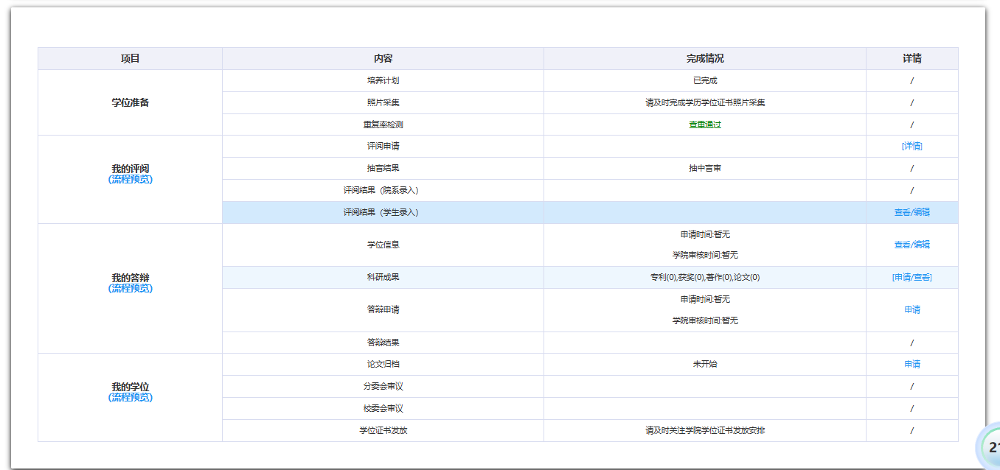 项目 内容 完成情况 详情
学位准备
培养计划 已完成 /
照片采集 请及时完成学历学位证书照片采集 /
重复率检测 查重通过 /
我的评阅
(流程预览)
评阅申请 [详情]
抽盲结果 抽中盲审 /
评阅结果（院系录入） /
评阅结果（学生录入） 查看/编辑
我的答辩
(流程预览)
学位信息 申请时间:暂无 查看/编辑
学院审核时间:暂无
科研成果 专利(0),获奖(0),著作(0),论文(0) [申请/查看]
答辩申请 申请时间:暂无 申请
学院审核时间:暂无
答辩结果 /
我的学位
(流程预览)
论文归档 未开始 申请
分委会审议 /
校委会审议 /
学位证书发放 请及时关注学院学位证书发放安排 /